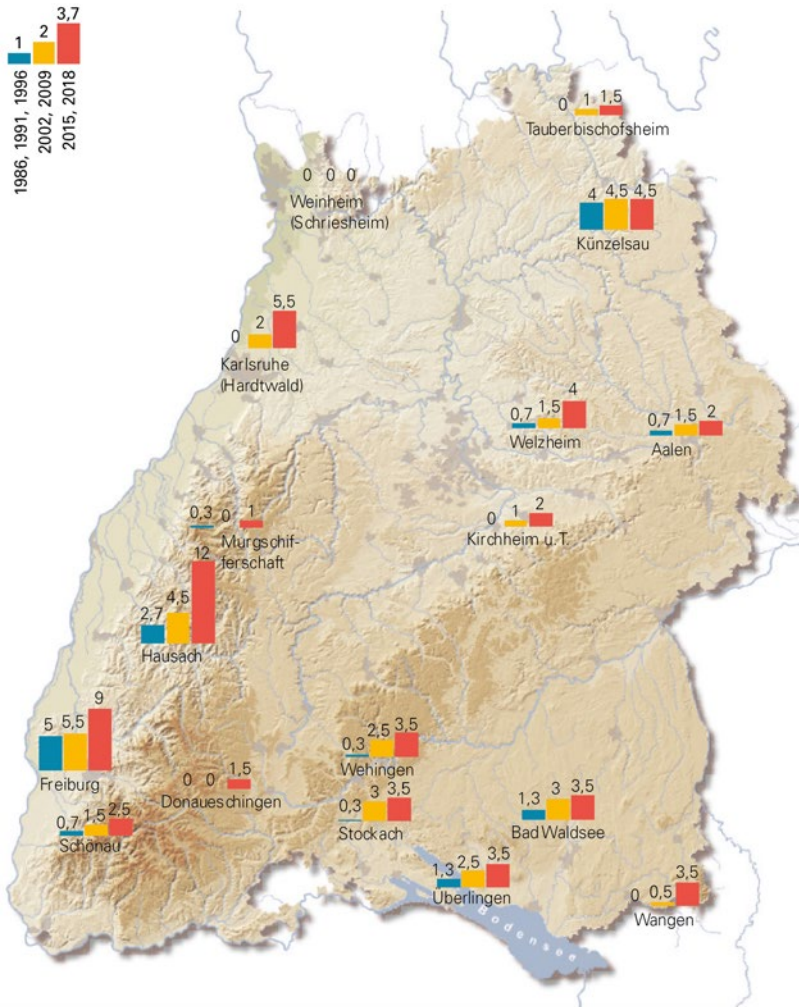 1 2 3,7
1986, 1991, 1996
2002, 2009
2015, 2018
0 1 1,5
Tauberbischofsheim
0 0 0
Weinheim
(Schriesheim)
4 4,5 4,5
Künzelsau
0 2 5,5
Karlsruhe
(Hardtwald)
0,7 1,5 4
Welzheim
0,7 1,5 2
Aalen
0,3 0 1
Murgschif-
ferschaft
0 1 2
Kirchheim u.T.
2,7 4,5 12
Hausach
5 5,5 9
Freiburg
0 0 1,5
Donaueschingen
0,3 2,5 3,5
Wehingen
0,7 1,5 2,5
Schönau
0,3 3 3,5
Stockach
1,3 3 3,5
Bad Waldsee
1,3 2,5 3,5
Überlingen
0 0,5 3,5
Wangen
Bodensee